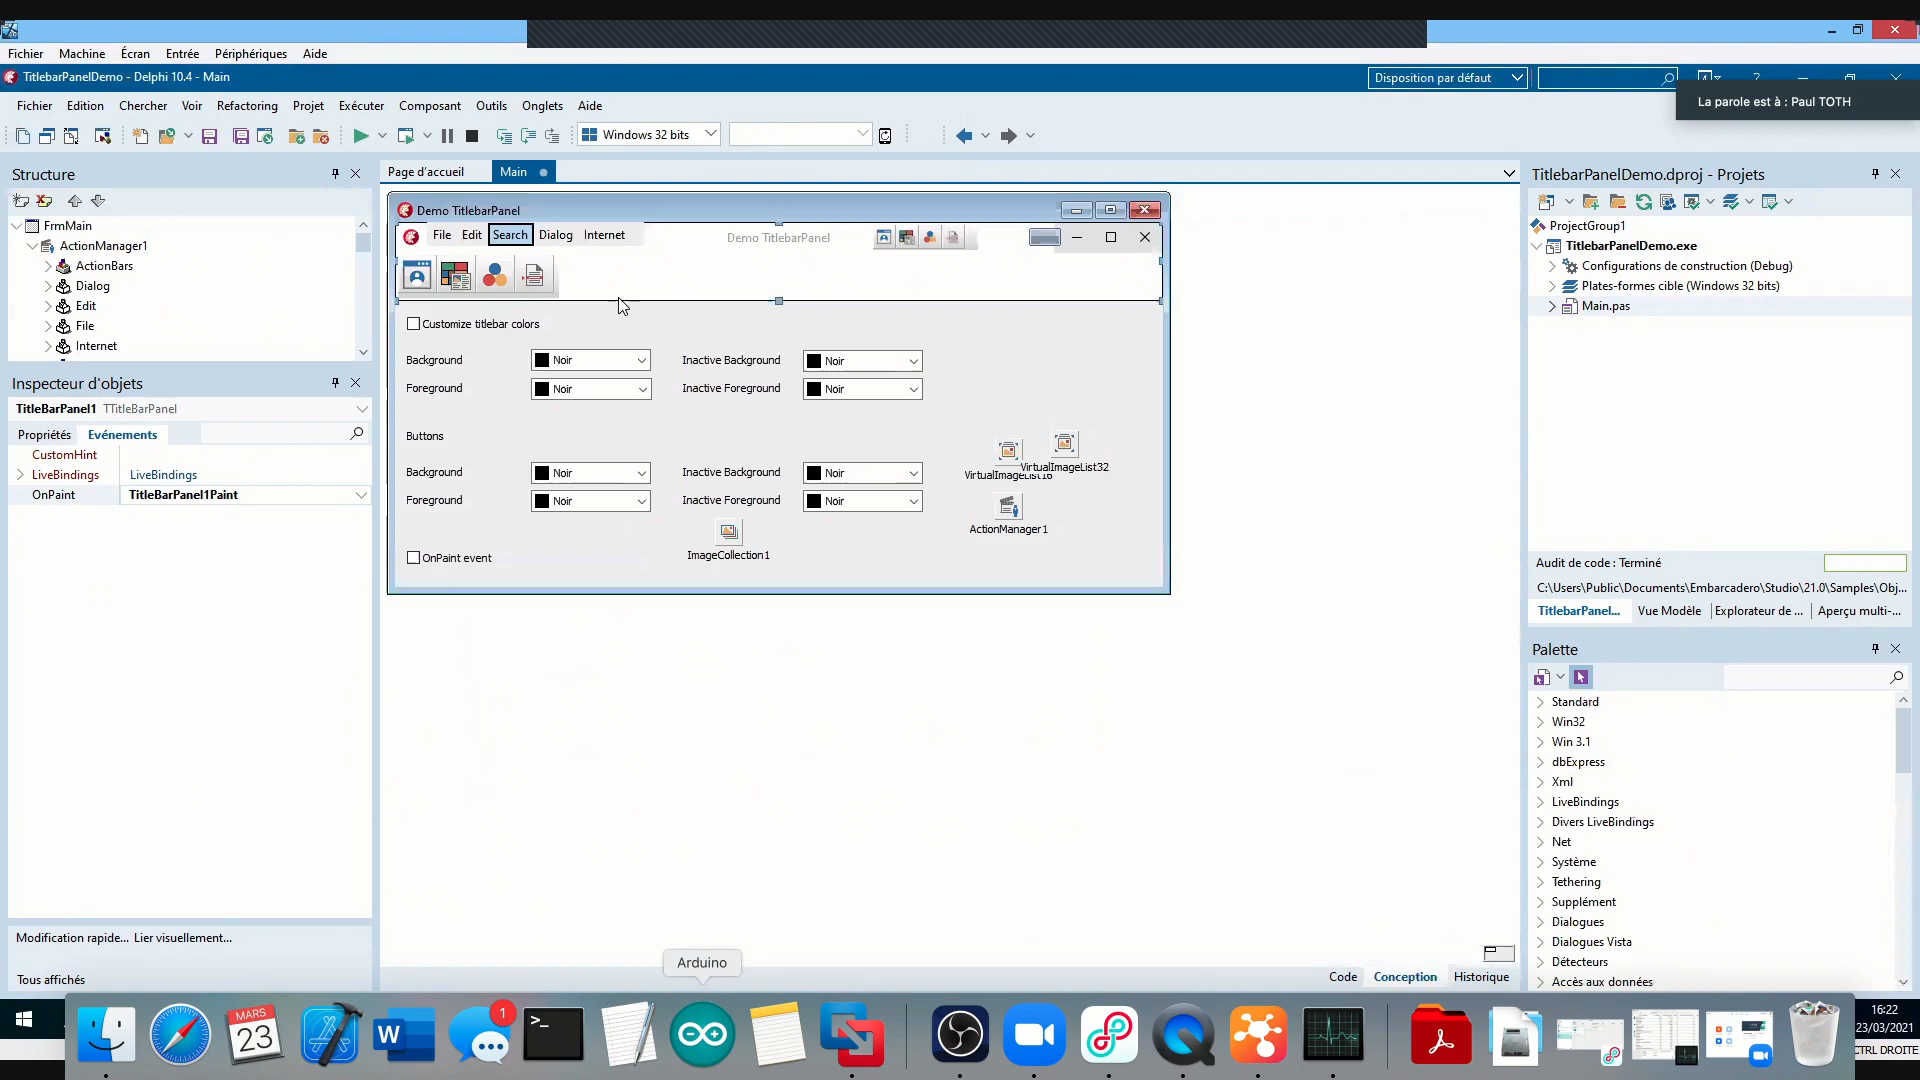 Fichier Machine Écran Entrée Périphériques Aide
TitlebarPanelDemo - Delphi 10.4 - Main
Disposition par défaut
La parole est à : Paul TOTH
Fichier Edition Chercher Voir Refactoring Projet Exécuter Composant Outils Onglets Aide
Windows 32 bits
Structure
FrmMain
ActionManager1
ActionBars
Dialog
Edit
File
Internet
Inspecteur d'objets
TitleBarPanel1 TTitleBarPanel
Propriétés Evénements
CustomHint
LiveBindings LiveBindings
OnPaint TitleBarPanel1Paint
Modification rapide... Lier visuellement...
Tous affichés
Page d'accueil Main
Demo TitlebarPanel
File Edit Search Dialog Internet Demo TitlebarPanel
Customize titlebar colors
Background Noir Inactive Background Noir
Foreground Noir Inactive Foreground Noir
Buttons
Background Noir Inactive Background Noir
Foreground Noir Inactive Foreground Noir
VirtualImageList32
VirtualImageList16
ActionManager1
ImageCollection1
OnPaint event
Code Conception Historique
TitlebarPanelDemo.dproj - Projets
ProjectGroup1
TitlebarPanelDemo.exe
Configurations de construction (Debug)
Plates-formes cible (Windows 32 bits)
Main.pas
Audit de code : Terminé
C:\Users\Public\Documents\Embarcadero\Studio\21.0\Samples\Obj...
TitlebarPanel... Vue Modèle Explorateur de ... Aperçu multi-...
Palette
Standard
Win32
Win 3.1
dbExpress
Xml
LiveBindings
Divers LiveBindings
Net
Système
Tethering
Supplément
Dialogues
Dialogues Vista
Détecteurs
Accès aux données
Arduino
MARS
23
W
1
>_
16:22
23/03/2021
CTRL DROITE